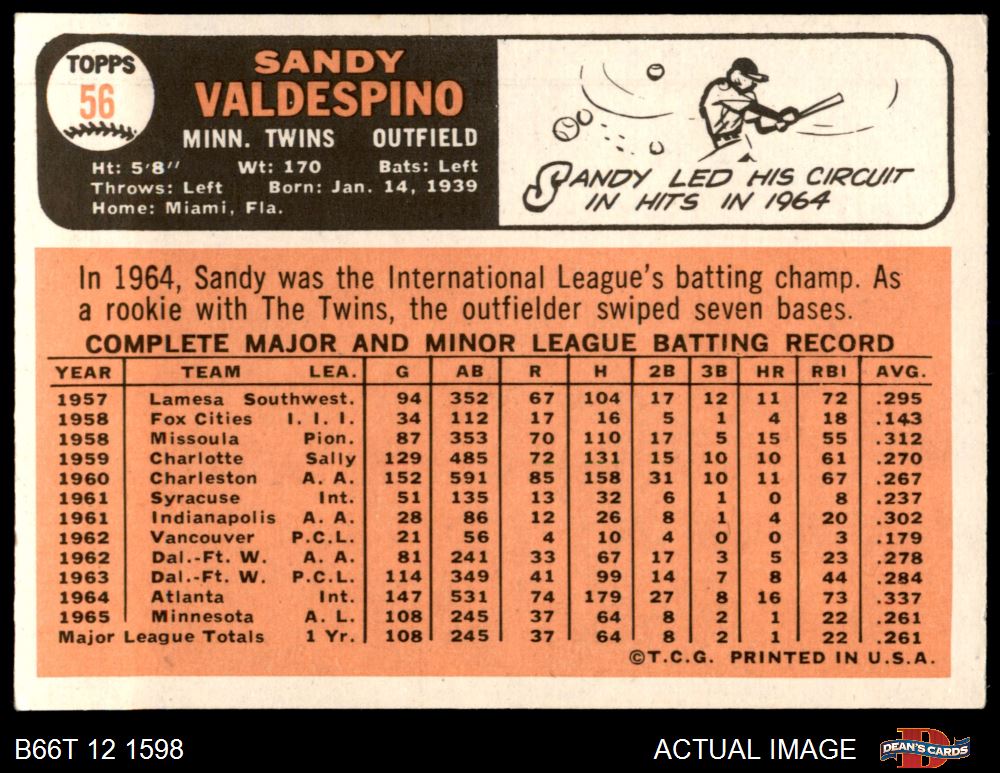 TOPPS
56
SANDY
VALDESPINO
MINN. TWINS OUTFIELD
Ht: 5'8" Wt: 170 Bats: Left
Throws: Left Born: Jan. 14, 1939
Home: Miami, Fla.
SANDY LED HIS CIRCUIT
IN HITS IN 1964
In 1964, Sandy was the International League's batting champ. As
a rookie with The Twins, the outfielder swiped seven bases.
COMPLETE MAJOR AND MINOR LEAGUE BATTING RECORD
YEAR TEAM LEA. G AB R H 2B 3B HR RBI AVG.
1957 Lamesa Southwest. 94 352 67 104 17 12 11 72 .295
1958 Fox Cities I. I. I. 34 112 17 16 5 1 4 18 .143
1958 Missoula Pion. 87 353 70 110 17 5 15 55 .312
1959 Charlotte Sally 129 485 72 131 15 10 10 61 .270
1960 Charleston A. A. 152 591 85 158 31 10 11 67 .267
1961 Syracuse Int. 51 135 13 32 6 1 0 8 .237
1961 Indianapolis A. A. 28 86 12 26 8 1 4 20 .302
1962 Vancouver P.C.L. 21 56 4 10 4 0 0 3 .179
1962 Dal.-Ft. W. A. A. 81 241 33 67 17 3 5 23 .278
1963 Dal.-Ft. W. P.C.L. 114 349 41 99 14 7 8 44 .284
1964 Atlanta Int. 147 531 74 179 27 8 16 73 .337
1965 Minnesota A. L. 108 245 37 64 8 2 1 22 .261
Major League Totals 1 Yr. 108 245 37 64 8 2 1 22 .261
©T.C.G. PRINTED IN U.S.A.
B66T 12 1598 ACTUAL IMAGE DEAN'S CARDS